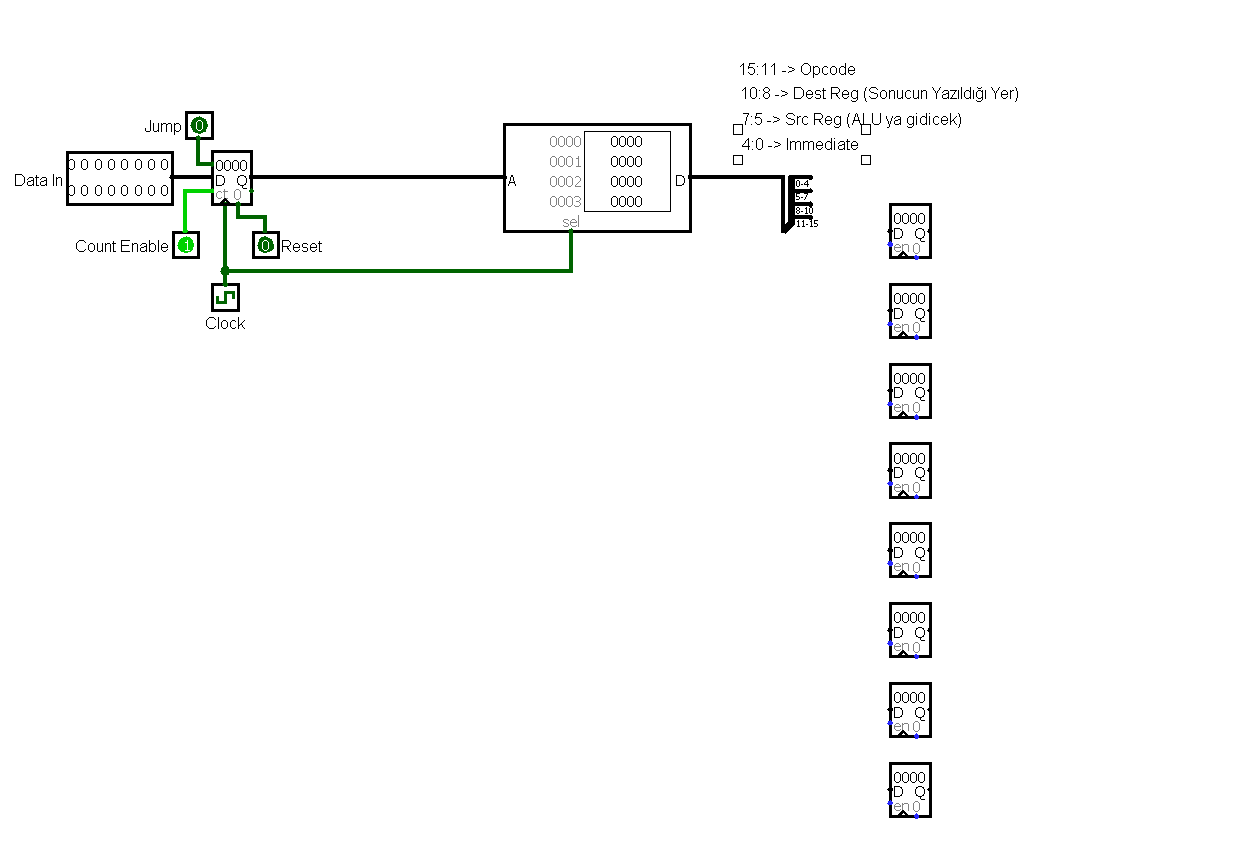 15:11 -> Opcode
10:8 -> Dest Reg (Sonucun Yazıldığı Yer)
7:5 -> Src Reg (ALU ya gidicek)
4:0 -> Immediate
Jump 0
Data In
0 0 0 0 0 0 0 0
0 0 0 0 0 0 0 0
0000
D Q
ct 0
Count Enable 1
0 Reset
Clock
0000 0000
0001 0000
0002 0000
0003 0000
A
D
sel
0-4
5-7
8-10
11-15
0000
D Q
en 0
0000
D Q
en 0
0000
D Q
en 0
0000
D Q
en 0
0000
D Q
en 0
0000
D Q
en 0
0000
D Q
en 0
0000
D Q
en 0